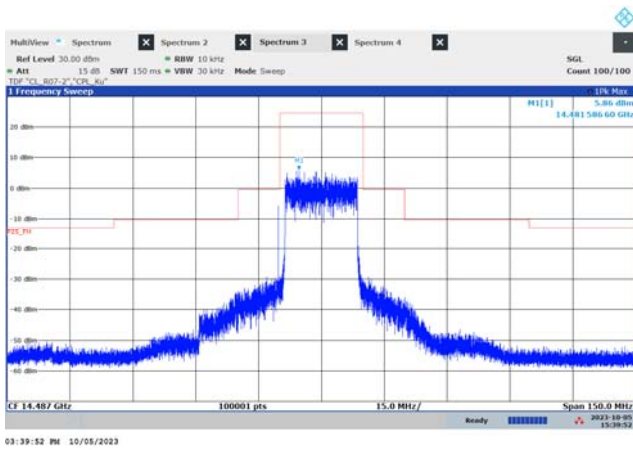 MultiView Spectrum X Spectrum 2 X Spectrum 3 X Spectrum 4 X
Ref Level 30.00 dBm RBW 10 kHz SGL
Att 15 dB SWT 150 ms VBW 30 kHz Mode Sweep Count 100/100
TDF "CL_R07-2","CPL_Ku"
1 Frequency Sweep 1Pk Max
M1[1] 5.86 dBm
14.481 586 60 GHz
20 dBm
10 dBm
M1
0 dBm
-10 dBm
-20 dBm
-30 dBm
-40 dBm
-50 dBm
-60 dBm
CF 14.487 GHz 100001 pts 15.0 MHz/ Span 150.0 MHz
Ready 2023-10-05
15:39:52
03:39:52 PM 10/05/2023